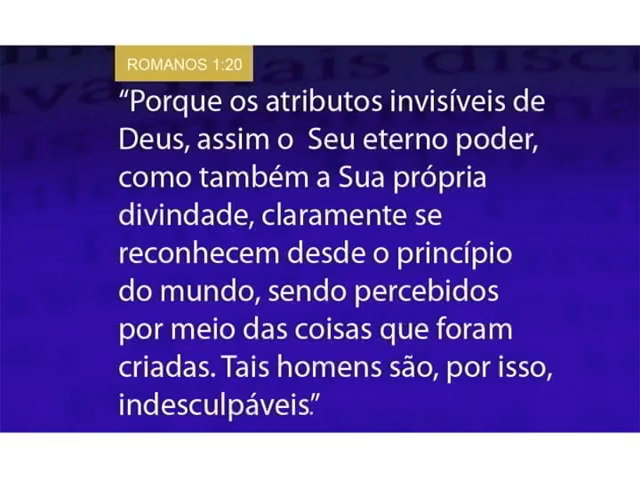 ROMANOS 1:20
“Porque os atributos invisíveis de
Deus, assim o  Seu eterno poder,
como também a Sua própria
divindade, claramente se
reconhecem desde o princípio
do mundo, sendo percebidos
por meio das coisas que foram
criadas. Tais homens são, por isso,
indesculpáveis.”